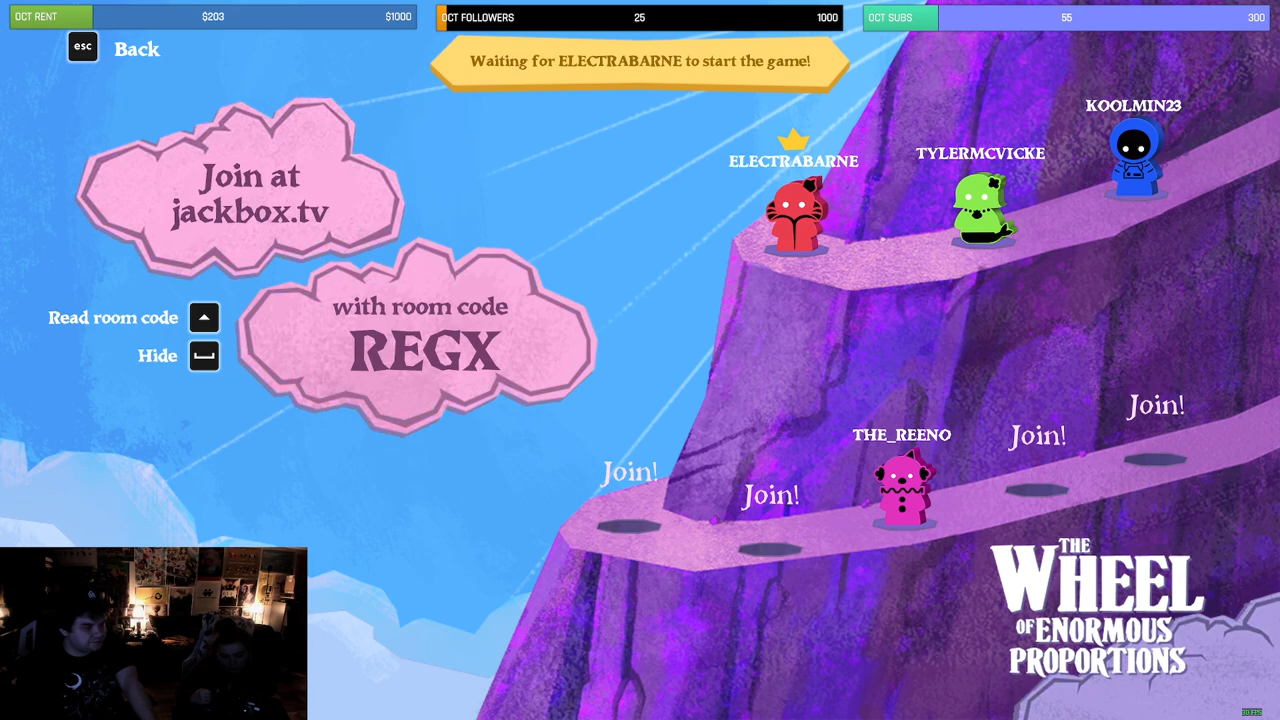 OCT RENT $203 $1000
OCT FOLLOWERS 25 1000
OCT SUBS 55 300
esc Back
Waiting for ELECTRABARNE to start the game!
KOOLMIN23
ELECTRABARNE
TYLERMCVICKE
Join at
jackbox.tv
with room code
REGX
Read room code
Hide
Join!
Join!
THE_REENO
Join!
Join!
THE
WHEEL
OF ENORMOUS
PROPORTIONS